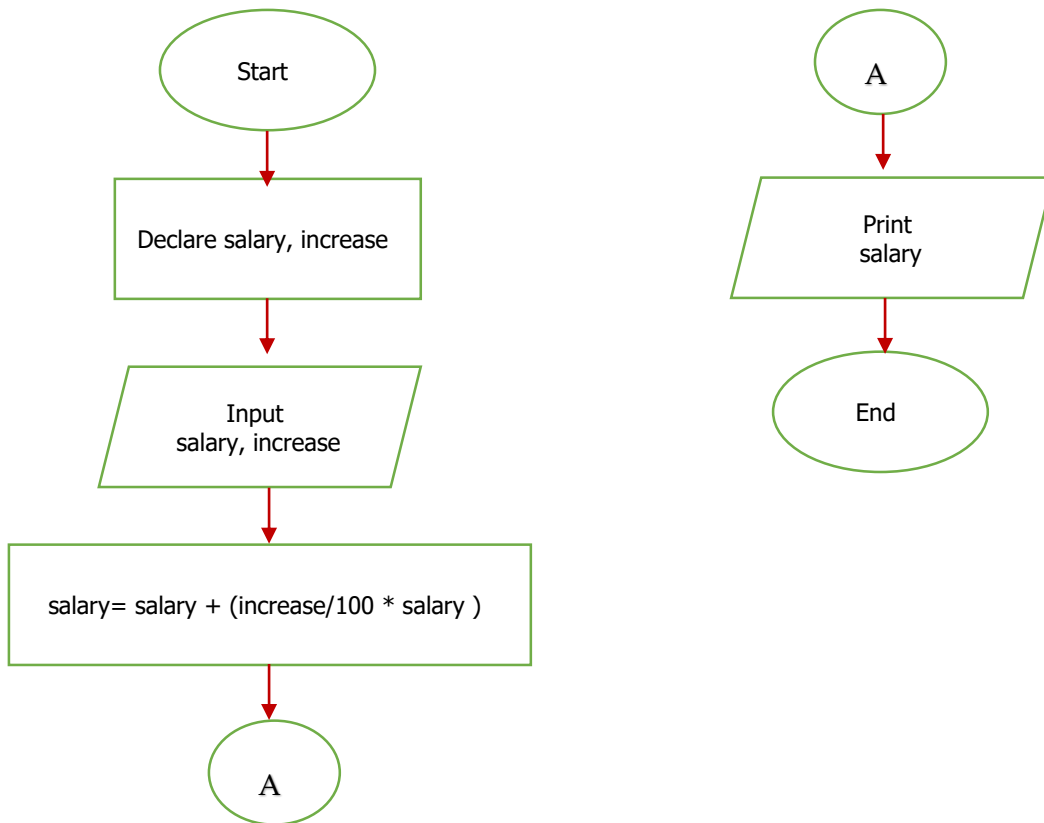 Start
Declare salary, increase
Input
salary, increase
salary= salary + (increase/100 * salary )
A
A
Print
salary
End